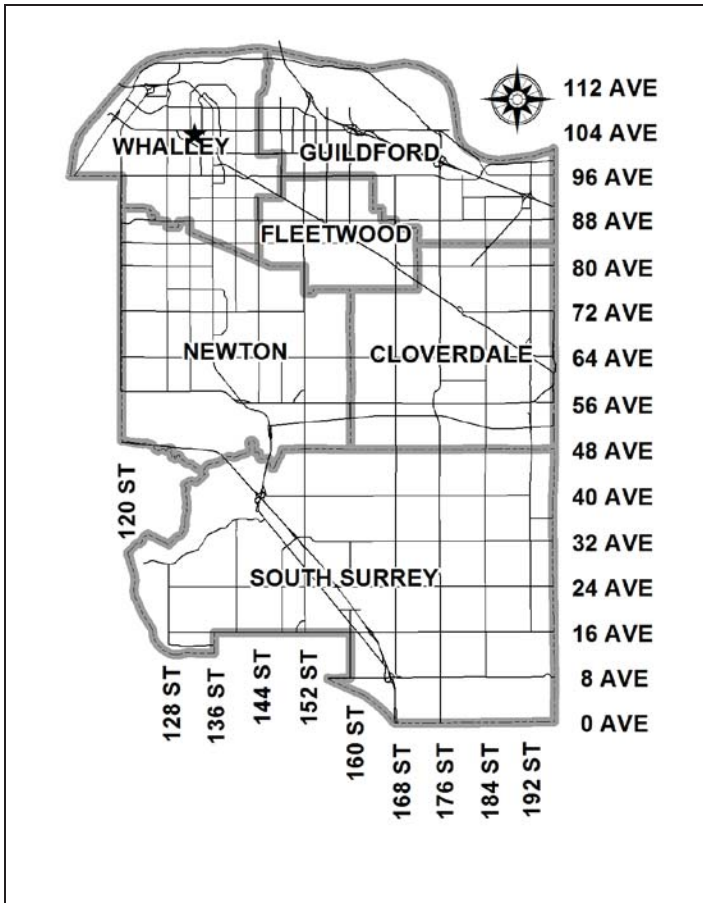 112 AVE
104 AVE
WHALLEY
GUILDFORD
96 AVE
88 AVE
FLEETWOOD
80 AVE
72 AVE
NEWTON
CLOVERDALE
64 AVE
56 AVE
48 AVE
120 ST
40 AVE
32 AVE
SOUTH SURREY
24 AVE
16 AVE
8 AVE
0 AVE
128 ST
136 ST
144 ST
152 ST
160 ST
168 ST
176 ST
184 ST
192 ST